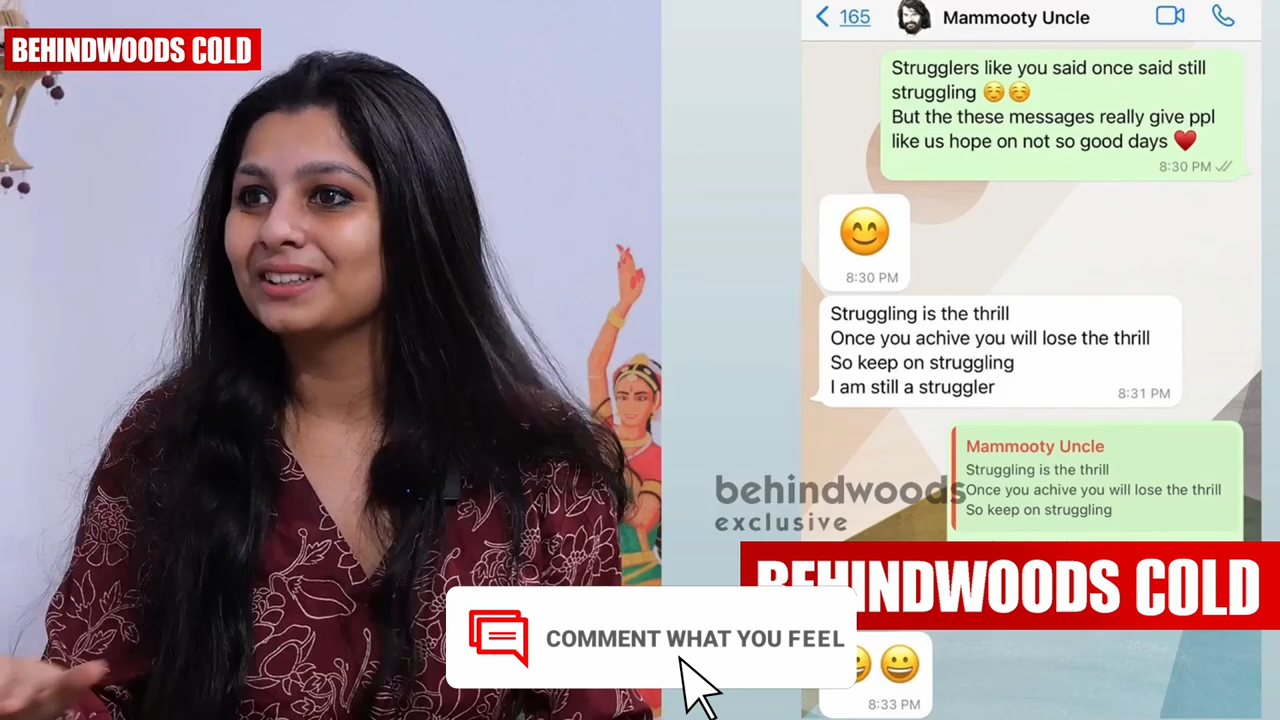 BEHINDWOODS COLD
165
Mammooty Uncle
Strugglers like you said once said still
struggling ☺️☺️
But the these messages really give ppl
like us hope on not so good days ♥️
8:30 PM
😊
8:30 PM
Struggling is the thrill
Once you achive you will lose the thrill
So keep on struggling
I am still a struggler
8:31 PM
Mammooty Uncle
Struggling is the thrill
Once you achive you will lose the thrill
So keep on struggling
behindwoods
exclusive
BEHINDWOODS COLD
COMMENT WHAT YOU FEEL
😀😀
8:33 PM